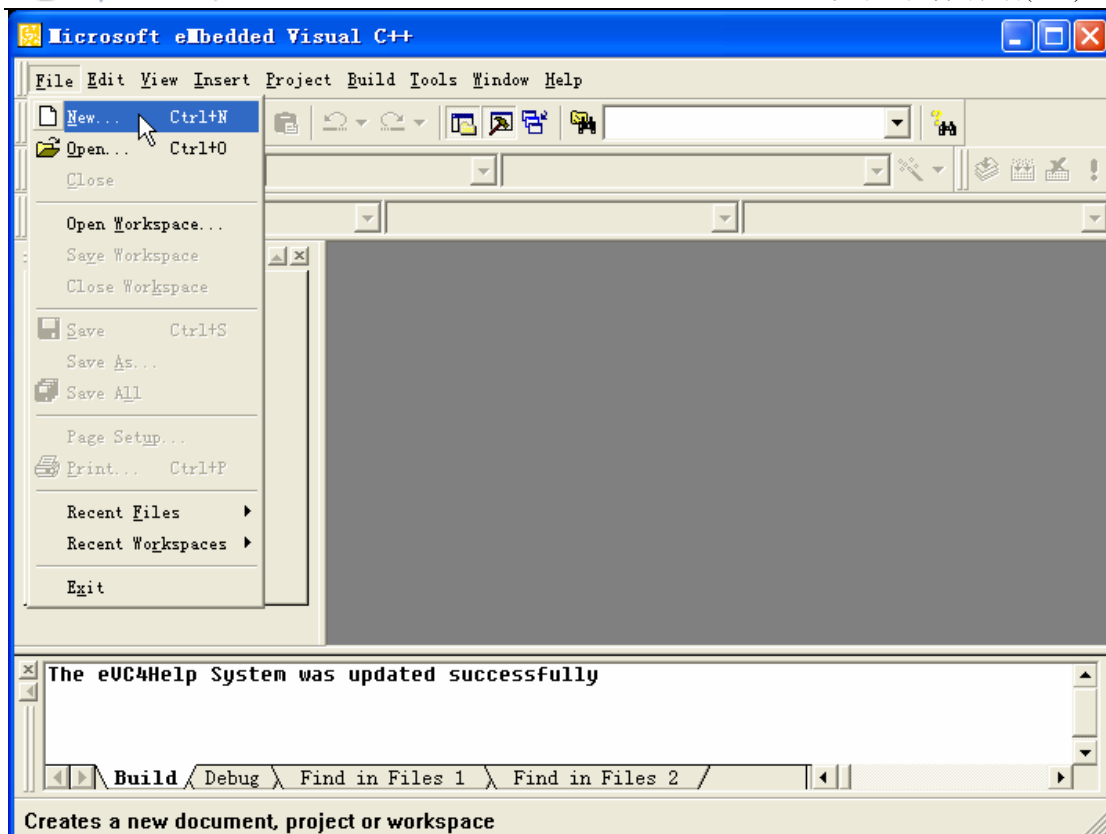 Microsoft eMbedded Visual C++
File Edit View Insert Project Build Tools Window Help
New... Ctrl+N
Open... Ctrl+O
Close
Open Workspace...
Save Workspace
Close Workspace
Save Ctrl+S
Save As...
Save All
Page Setup...
Print... Ctrl+P
Recent Files
Recent Workspaces
Exit
The eVC4Help System was updated successfully
Build Debug Find in Files 1 Find in Files 2
Creates a new document, project or workspace